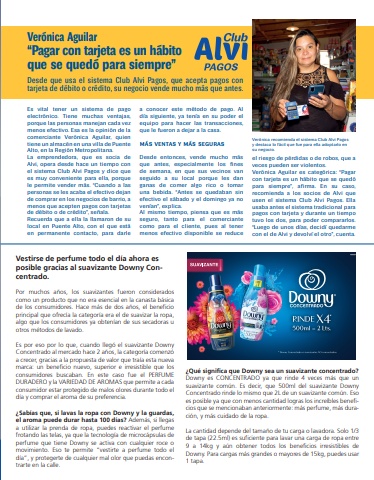 Verónica Aguilar
“Pagar con tarjeta es un hábito
que se quedó para siempre”
Desde que usa el sistema Club Alvi Pagos, que acepta pagos con
tarjeta de débito o crédito, su negocio vende mucho más que antes.
Club
Alvi
PAGOS
Es vital tener un sistema de pago
electrónico. Tiene muchas ventajas,
porque las personas manejan cada vez
menos efectivo. Esa es la opinión de la
comerciante Verónica Aguilar, quien
tiene un almacén en una villa de Puente
Alto, en la Región Metropolitana.
La emprendedora, que es socia de
Alvi, opera desde hace un tiempo con
el sistema Club Alvi Pagos y dice que
es muy conveniente para ella, porque
le permite vender más. “Cuando a las
personas se les acaba el efectivo dejan
de comprar en los negocios de barrio, a
menos que acepten pagos con tarjetas
de débito o de crédito”, señala.
Recuerda que a ella la llamaron de su
local en Puente Alto, con el que está
en permanente contacto, para darle
a conocer este método de pago. Al
día siguiente, ya tenía en su poder el
equipo para hacer las transacciones,
que le fueron a dejar a la casa.
MÁS VENTAS Y MÁS SEGURAS
Desde entonces, vende mucho más
que antes, especialmente los fines
de semana, en que sus vecinos van
seguido a su local porque les dan
ganas de comer algo rico o tomar
una bebida. “Antes se quedaban sin
efectivo el sábado y el domingo ya no
venían”, explica.
Al mismo tiempo, piensa que es más
seguro, tanto para el comerciante
como para el cliente, pues al tener
menos efectivo disponible se reduce
Verónica recomienda el sistema Club Alvi Pagos
y destaca lo fácil que fue para ella adoptarlo en
su negocio.
el riesgo de pérdidas o de robos, que a
veces pueden ser violentos.
Verónica Aguilar es categórica: “Pagar
con tarjeta es un hábito que se quedó
para siempre”, afirma. En su caso,
recomienda a los socios de Alvi que
usen el sistema Club Alvi Pagos. Ella
usaba antes el sistema tradicional para
pagos con tarjeta y durante un tiempo
tuvo los dos, para poder compararlos.
“Luego de unos días, decidí quedarme
con el de Alvi y devolví el otro”, cuenta.
Vestirse de perfume todo el día ahora es
posible gracias al suavizante Downy Con-
centrado.
Por muchos años, los suavizantes fueron considerados
como un producto que no era esencial en la canasta básica
de los consumidores. Hace más de dos años, el beneficio
principal que ofrecía la categoría era el de suavizar la ropa,
algo que los consumidores ya obtenían de sus secadoras u
otros métodos de lavado.
Es por eso por lo que, cuando llegó el suavizante Downy
Concentrado al mercado hace 2 años, la categoría comenzó
a crecer, gracias a la propuesta de valor que traía esta nueva
marca: un beneficio nuevo, superior e irresistible que los
consumidores buscaban. En este caso fue el PERFUME
DURADERO y la VARIEDAD DE AROMAS que permite a cada
consumidor estar protegido de malos olores durante todo el
día y comprar el aroma de su preferencia.
¿Sabías que, si lavas la ropa con Downy y la guardas,
el aroma puede durar hasta 100 días? Además, si llegas
a utilizar la prenda de ropa, puedes reactivar el perfume
frotando las telas, ya que la tecnología de microcápsulas de
perfume que tiene Downy se activa con cualquier roce o
movimiento. Eso te permite “vestirte a perfume todo el
día”, y protegerte de cualquier mal olor que puedas encon-
trarte en la calle.
SUAVIZANTE
Downy
CONCENTRADO
RINDE X4
500ml = 2 Lts.
¿Qué significa que Downy sea un suavizante concentrado?
Downy es CONCENTRADO ya que rinde 4 veces más que un
suavizante común. Es decir, que 500ml del suavizante Downy
Concentrado rinde lo mismo que 2L de un suavizante común. Eso
es posible ya que con menos cantidad logras los increíbles benefi-
cios que se mencionaban anteriormente: más perfume, más dura-
ción, y más cuidado de la ropa.
La cantidad depende del tamaño de tu carga o lavadora. Solo 1/3
de tapa (22.5ml) es suficiente para lavar una carga de ropa entre
9 a 14kg y aún obtener todos los beneficios irresistibles de
Downy. Para cargas más grandes o mayores de 15kg, puedes usar
1 tapa.